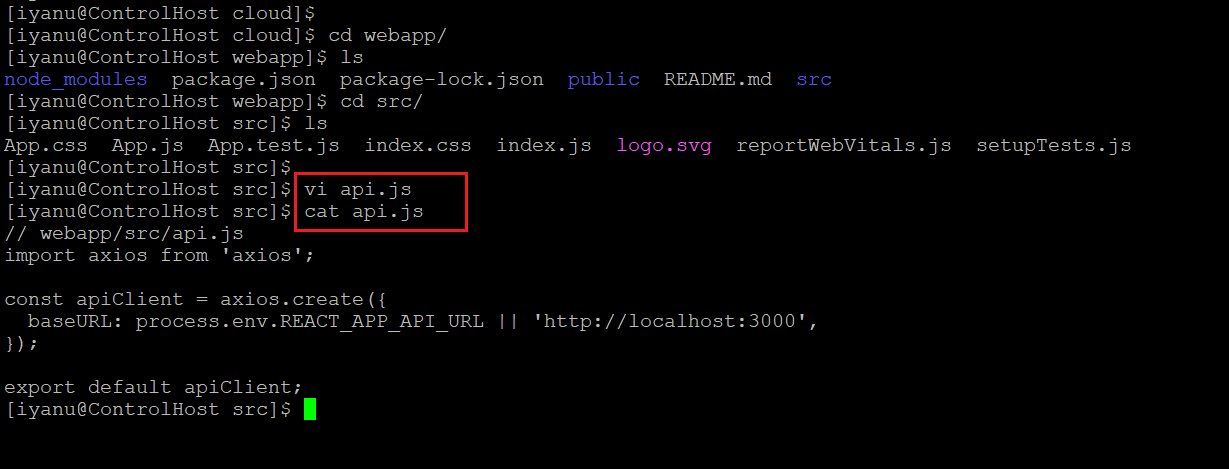 [iyanu@ControlHost cloud]$
[iyanu@ControlHost cloud]$ cd webapp/
[iyanu@ControlHost webapp]$ ls
node_modules  package.json  package-lock.json  public  README.md  src
[iyanu@ControlHost webapp]$ cd src/
[iyanu@ControlHost src]$ ls
App.css  App.js  App.test.js  index.css  index.js  logo.svg  reportWebVitals.js  setupTests.js
[iyanu@ControlHost src]$
[iyanu@ControlHost src]$ vi api.js
[iyanu@ControlHost src]$ cat api.js
// webapp/src/api.js
import axios from 'axios';

const apiClient = axios.create({
  baseURL: process.env.REACT_APP_API_URL || 'http://localhost:3000',
});

export default apiClient;
[iyanu@ControlHost src]$